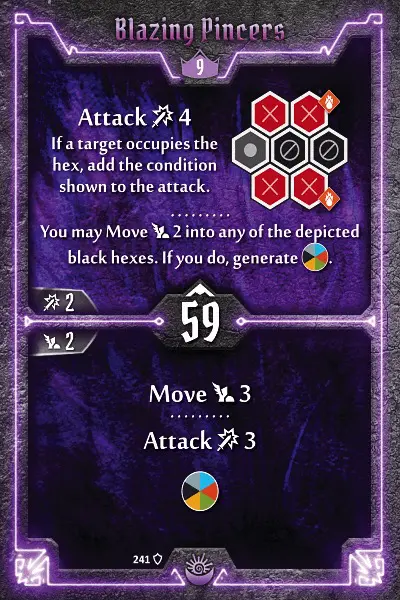 Blazing Pincers
9
Attack 4
If a target occupies the
hex, add the condition
shown to the attack.
You may Move 2 into any of the depicted
black hexes. If you do, generate .
2
59
2
Move 3
Attack 3
241